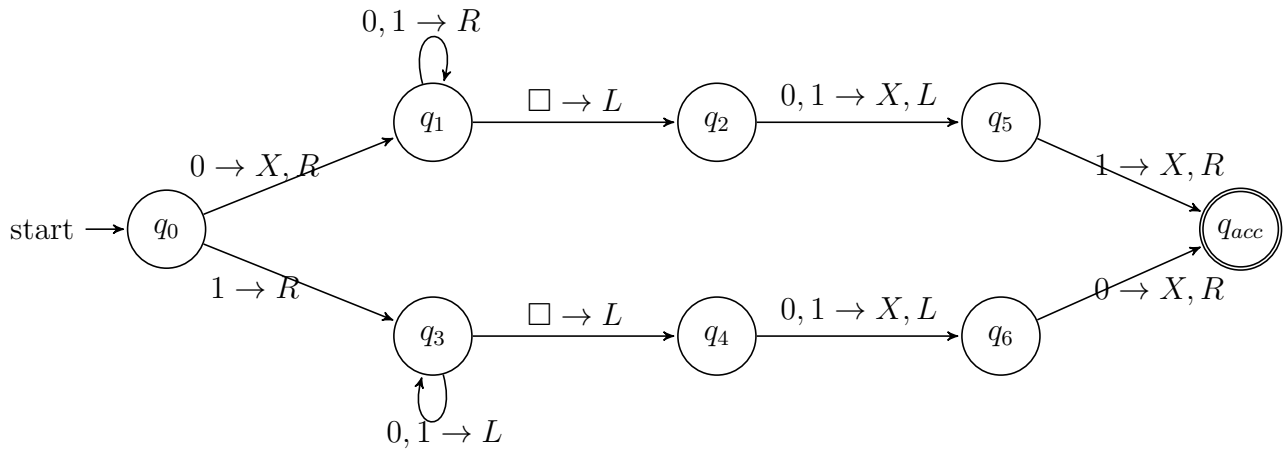 0, 1 → R
□ → L
0, 1 → X, L
q₁
q₂
q₅
0 → X, R
1 → X, R
start
q₀
q_acc
1 → R
0 → X, R
□ → L
0, 1 → X, L
q₃
q₄
q₆
0, 1 → L